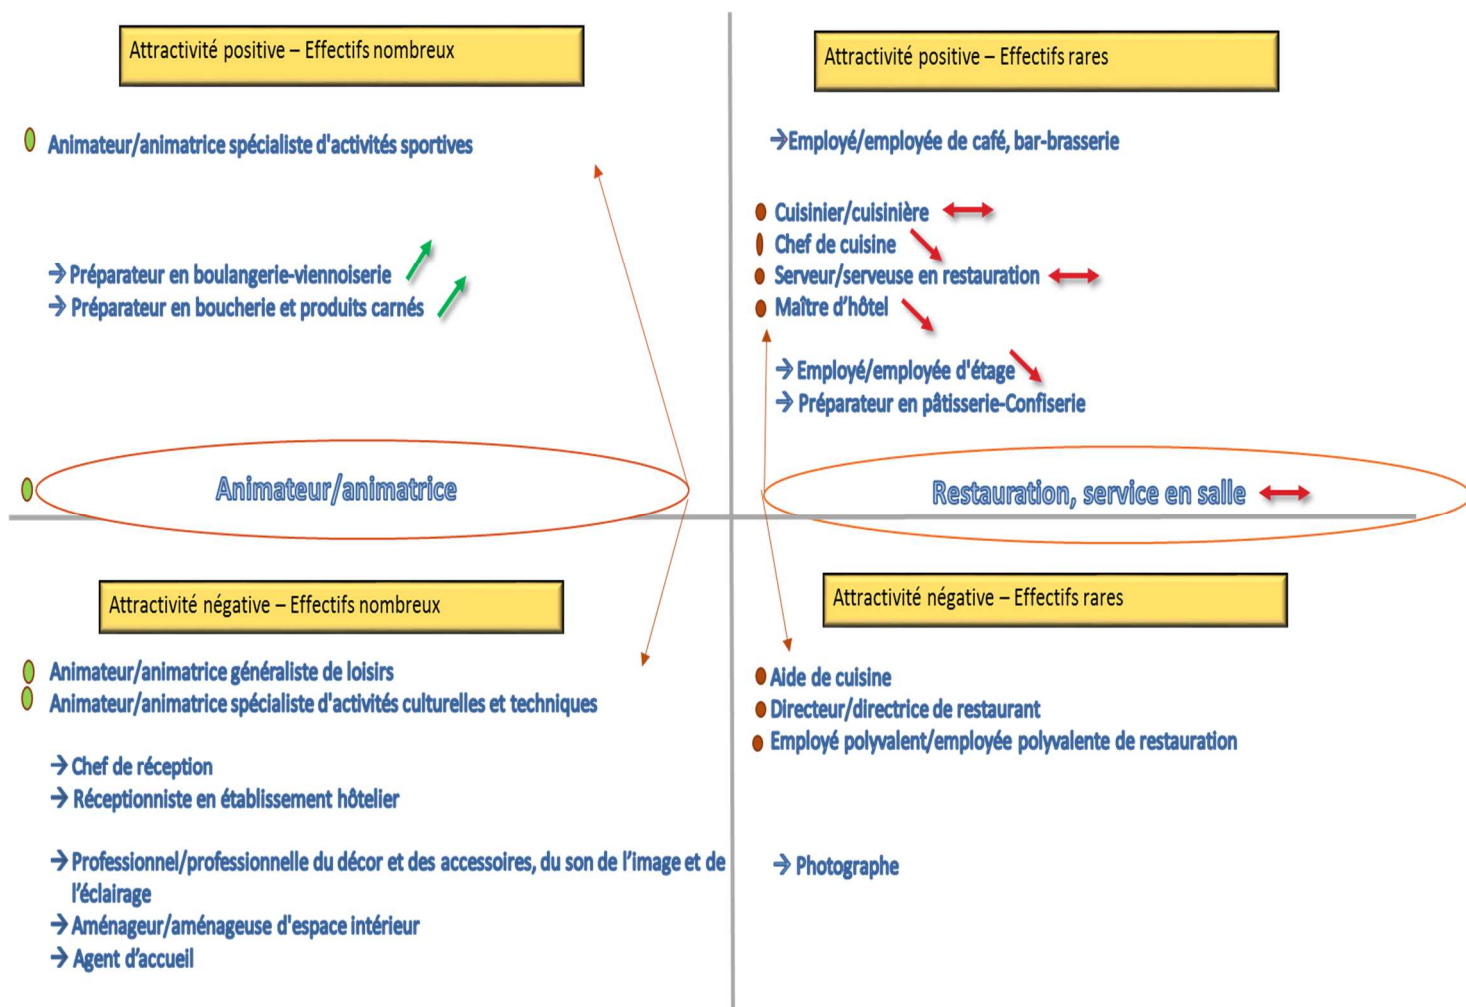 Attractivité positive – Effectifs nombreux
Animateur/animatrice spécialiste d'activités sportives
→ Préparateur en boulangerie-viennoiserie
→ Préparateur en boucherie et produits carnés
Attractivité positive – Effectifs rares
→Employé/employée de café, bar-brasserie
Cuisinier/cuisinière
Chef de cuisine
Serveur/serveuse en restauration
Maître d’hôtel
→ Employé/employée d'étage
→ Préparateur en pâtisserie-Confiserie
Animateur/animatrice
Restauration, service en salle
Attractivité négative – Effectifs nombreux
Animateur/animatrice généraliste de loisirs
Animateur/animatrice spécialiste d'activités culturelles et techniques
→ Chef de réception
→ Réceptionniste en établissement hôtelier
→ Professionnel/professionnelle du décor et des accessoires, du son de l’image et de
l’éclairage
→ Aménageur/aménageuse d'espace intérieur
→ Agent d’accueil
Attractivité négative – Effectifs rares
Aide de cuisine
Directeur/directrice de restaurant
Employé polyvalent/employée polyvalente de restauration
→ Photographe